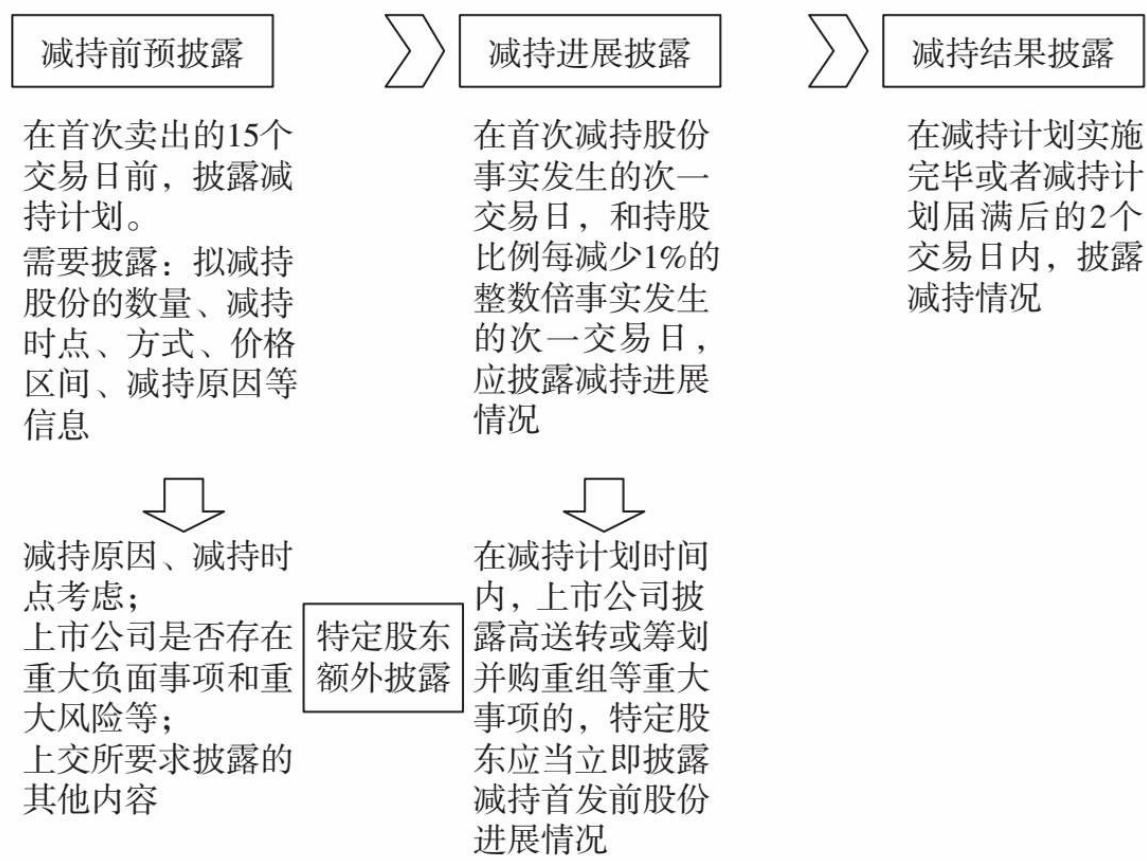 减持前预披露
在首次卖出的15个
交易日前，披露减
持计划。
需要披露：拟减持
股份的数量、减持
时点、方式、价格
区间、减持原因等
信息
减持进展披露
在首次减持股份
事实发生的次一
交易日，和持股
比例每减少1%的
整数倍事实发生
的次一交易日，
应披露减持进展
情况
减持结果披露
在减持计划实施
完毕或者减持计
划届满后的2个
交易日内，披露
减持情况
减持原因、减持时
点考虑；
上市公司是否存在
重大负面事项和重
大风险等；
上交所要求披露的
其他内容
特定股东
额外披露
在减持计划时间
内，上市公司披
露高送转或筹划
并购重组等重大
事项的，特定股
东应当立即披露
减持首发前股份
进展情况